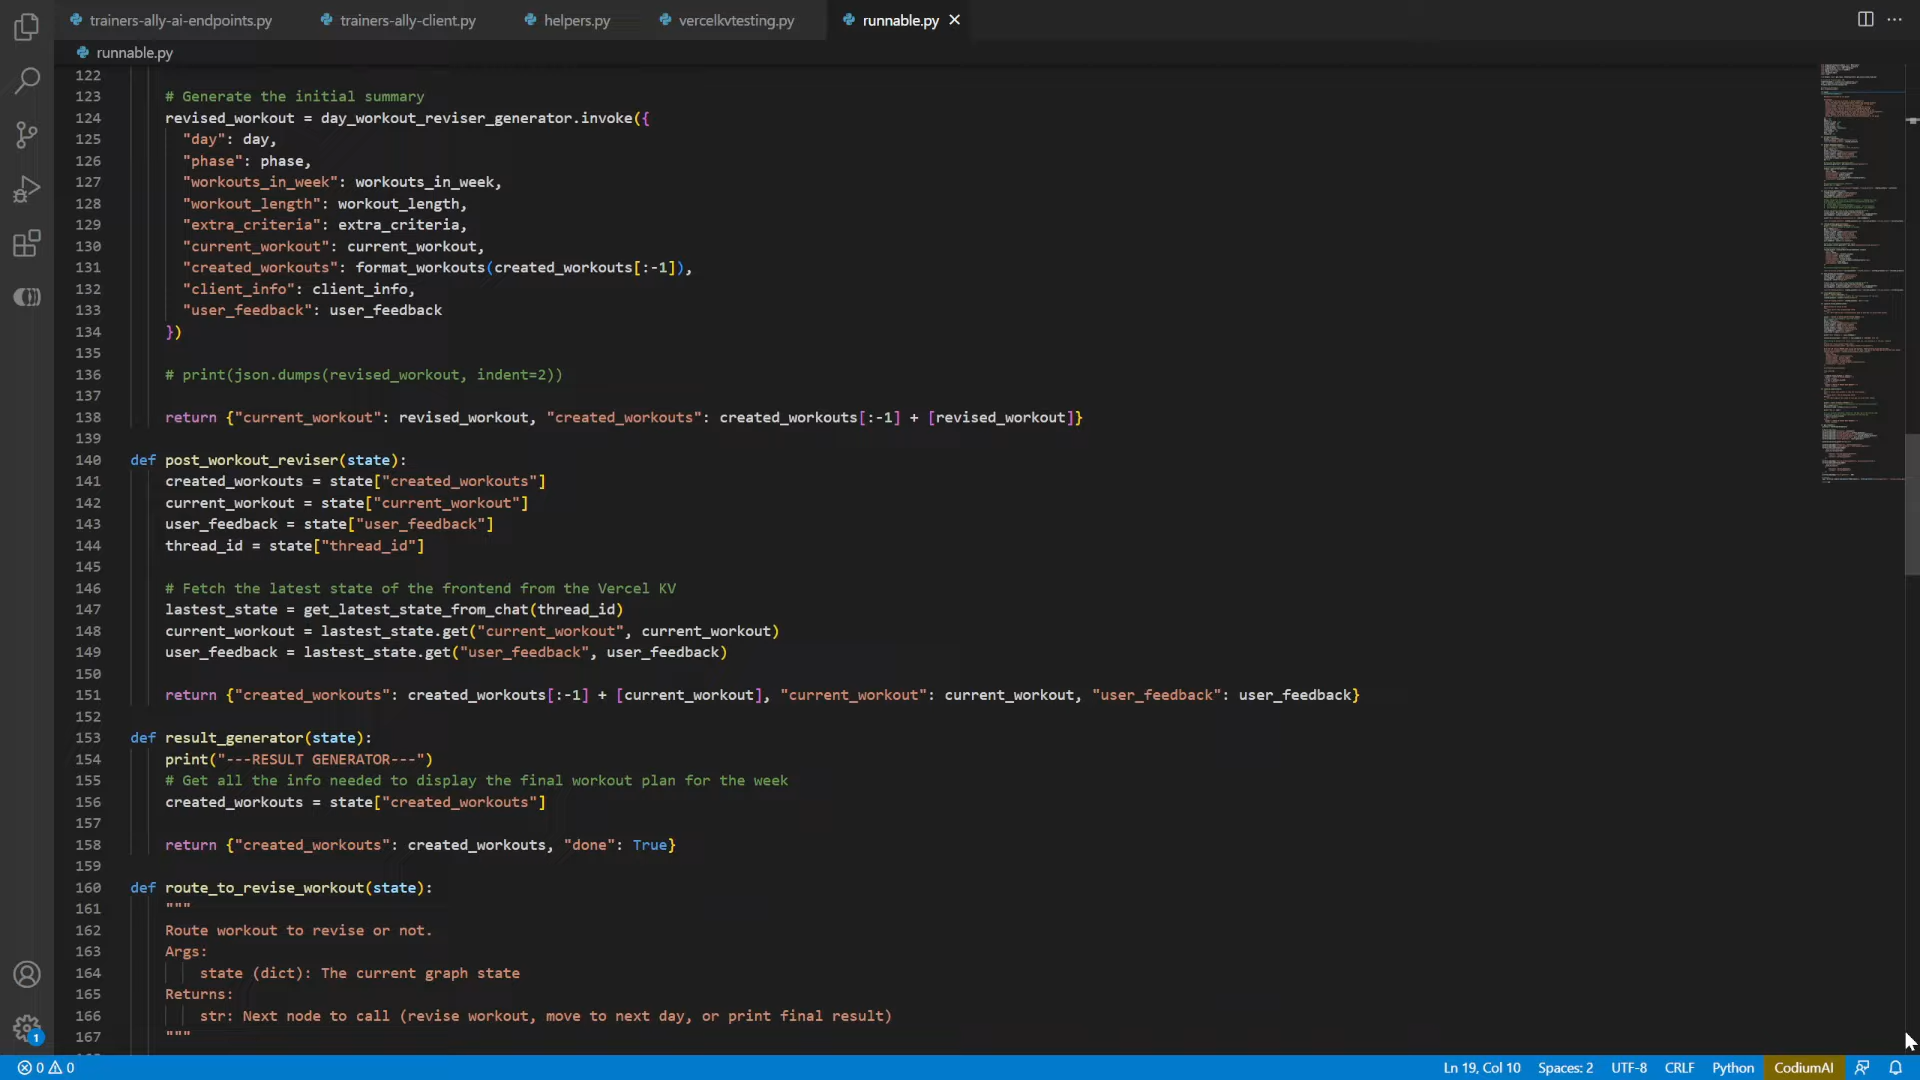 trainers-ally-ai-endpoints.py trainers-ally-client.py helpers.py vercelkvtesting.py runnable.py
runnable.py
122
123 # Generate the initial summary
124 revised_workout = day_workout_reviser_generator.invoke({
125 "day": day,
126 "phase": phase,
127 "workouts_in_week": workouts_in_week,
128 "workout_length": workout_length,
129 "extra_criteria": extra_criteria,
130 "current_workout": current_workout,
131 "created_workouts": format_workouts(created_workouts[:-1]),
132 "client_info": client_info,
133 "user_feedback": user_feedback
134 })
135
136 # print(json.dumps(revised_workout, indent=2))
137
138 return {"current_workout": revised_workout, "created_workouts": created_workouts[:-1] + [revised_workout]}
139
140 def post_workout_reviser(state):
141 created_workouts = state["created_workouts"]
142 current_workout = state["current_workout"]
143 user_feedback = state["user_feedback"]
144 thread_id = state["thread_id"]
145
146 # Fetch the latest state of the frontend from the Vercel KV
147 lastest_state = get_latest_state_from_chat(thread_id)
148 current_workout = lastest_state.get("current_workout", current_workout)
149 user_feedback = lastest_state.get("user_feedback", user_feedback)
150
151 return {"created_workouts": created_workouts[:-1] + [current_workout], "current_workout": current_workout, "user_feedback": user_feedback}
152
153 def result_generator(state):
154 print("---RESULT GENERATOR---")
155 # Get all the info needed to display the final workout plan for the week
156 created_workouts = state["created_workouts"]
157
158 return {"created_workouts": created_workouts, "done": True}
159
160 def route_to_revise_workout(state):
161 """
162 Route workout to revise or not.
163 Args:
164 state (dict): The current graph state
165 Returns:
166 str: Next node to call (revise workout, move to next day, or print final result)
167 """
1
0 0 Ln 19, Col 10 Spaces: 2 UTF-8 CRLF Python CodiumAI